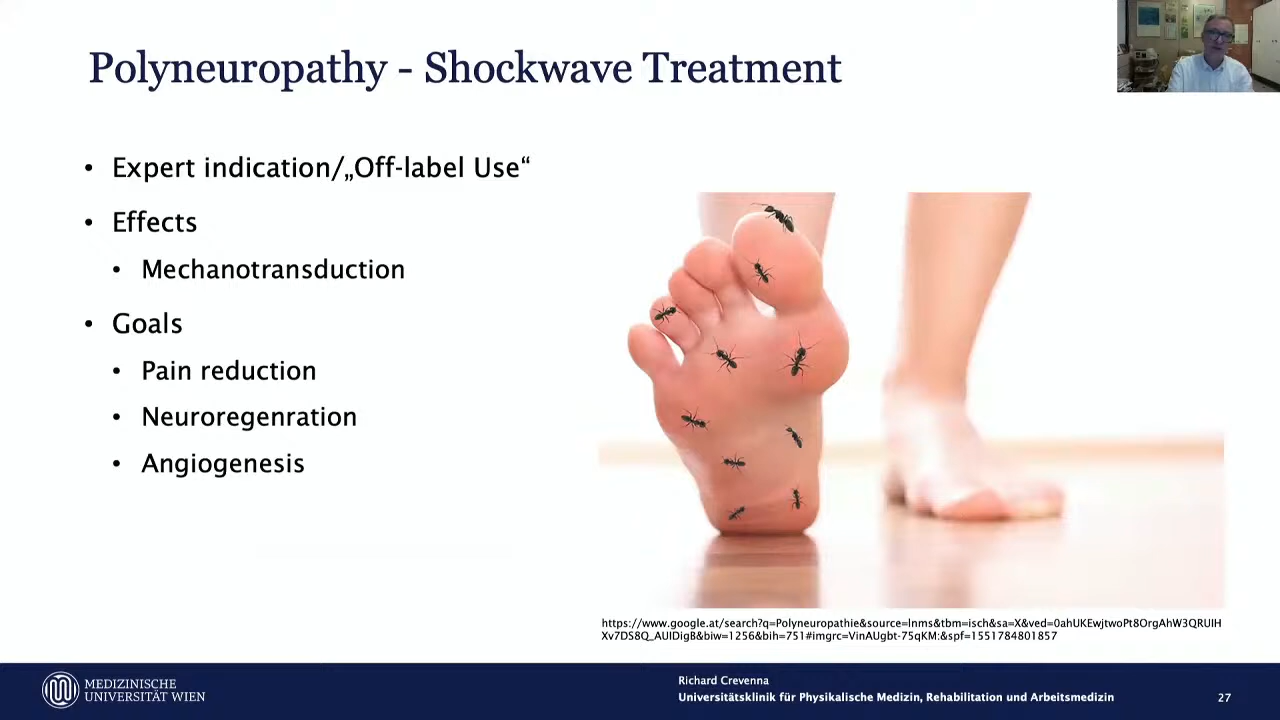 Polyneuropathy - Shockwave Treatment
• Expert indication/„Off-label Use“
• Effects
• Mechanotransduction
• Goals
• Pain reduction
• Neuroregenration
• Angiogenesis
https://www.google.at/search?q=Polyneuropathie&source=lnms&tbm=isch&sa=X&ved=0ahUKEwjtwoPt8OrgAhW3QRUIH
Xv7DS8Q_AUIDigB&biw=1256&bih=751#imgrc=VinAUgbt-75qKM:&spf=1551784801857
MEDIZINISCHE
UNIVERSITÄT WIEN
Richard Crevenna
Universitätsklinik für Physikalische Medizin, Rehabilitation und Arbeitsmedizin
27